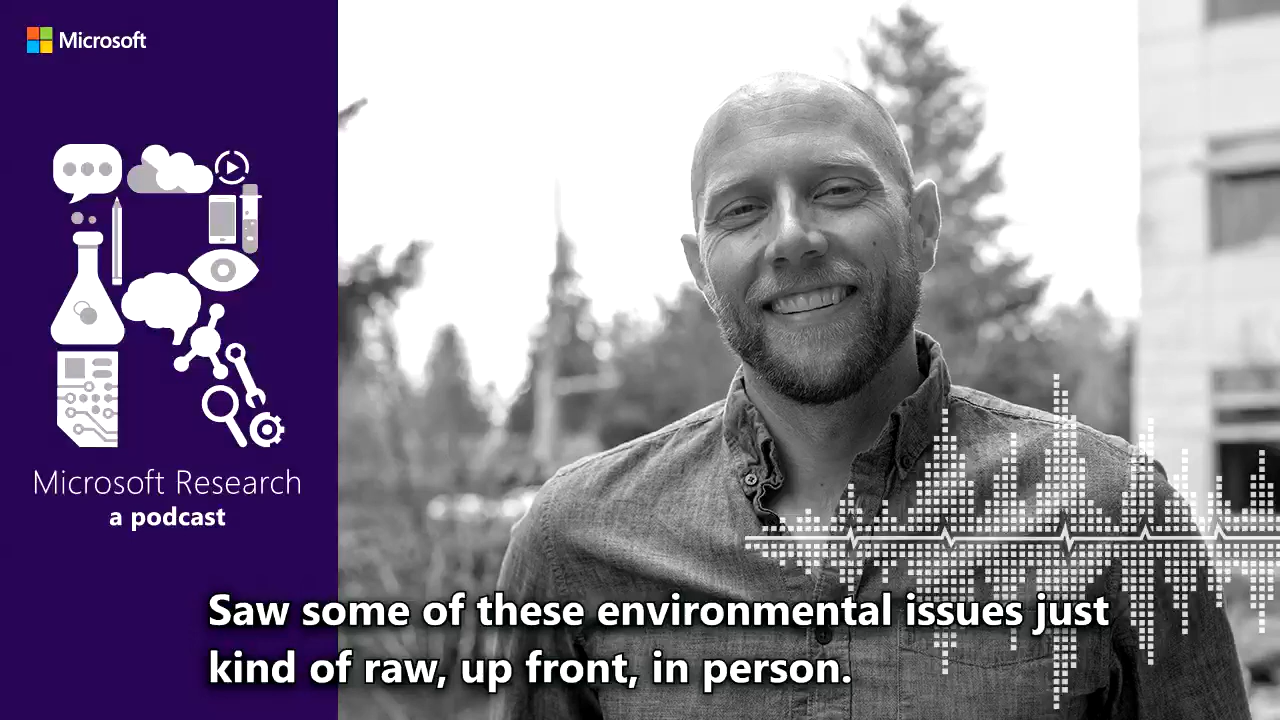 Microsoft
Microsoft Research
a podcast
Saw some of these environmental issues just
kind of raw, up front, in person.